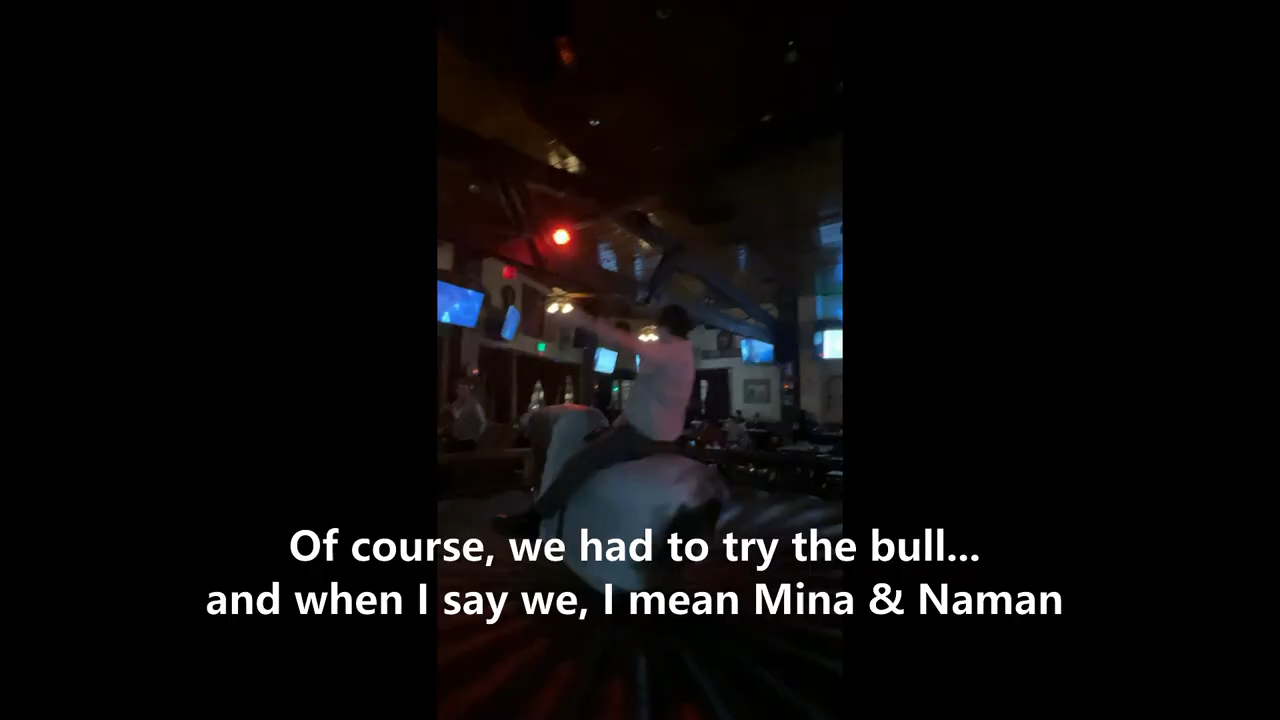 Of course, we had to try the bull...
and when I say we, I mean Mina & Naman